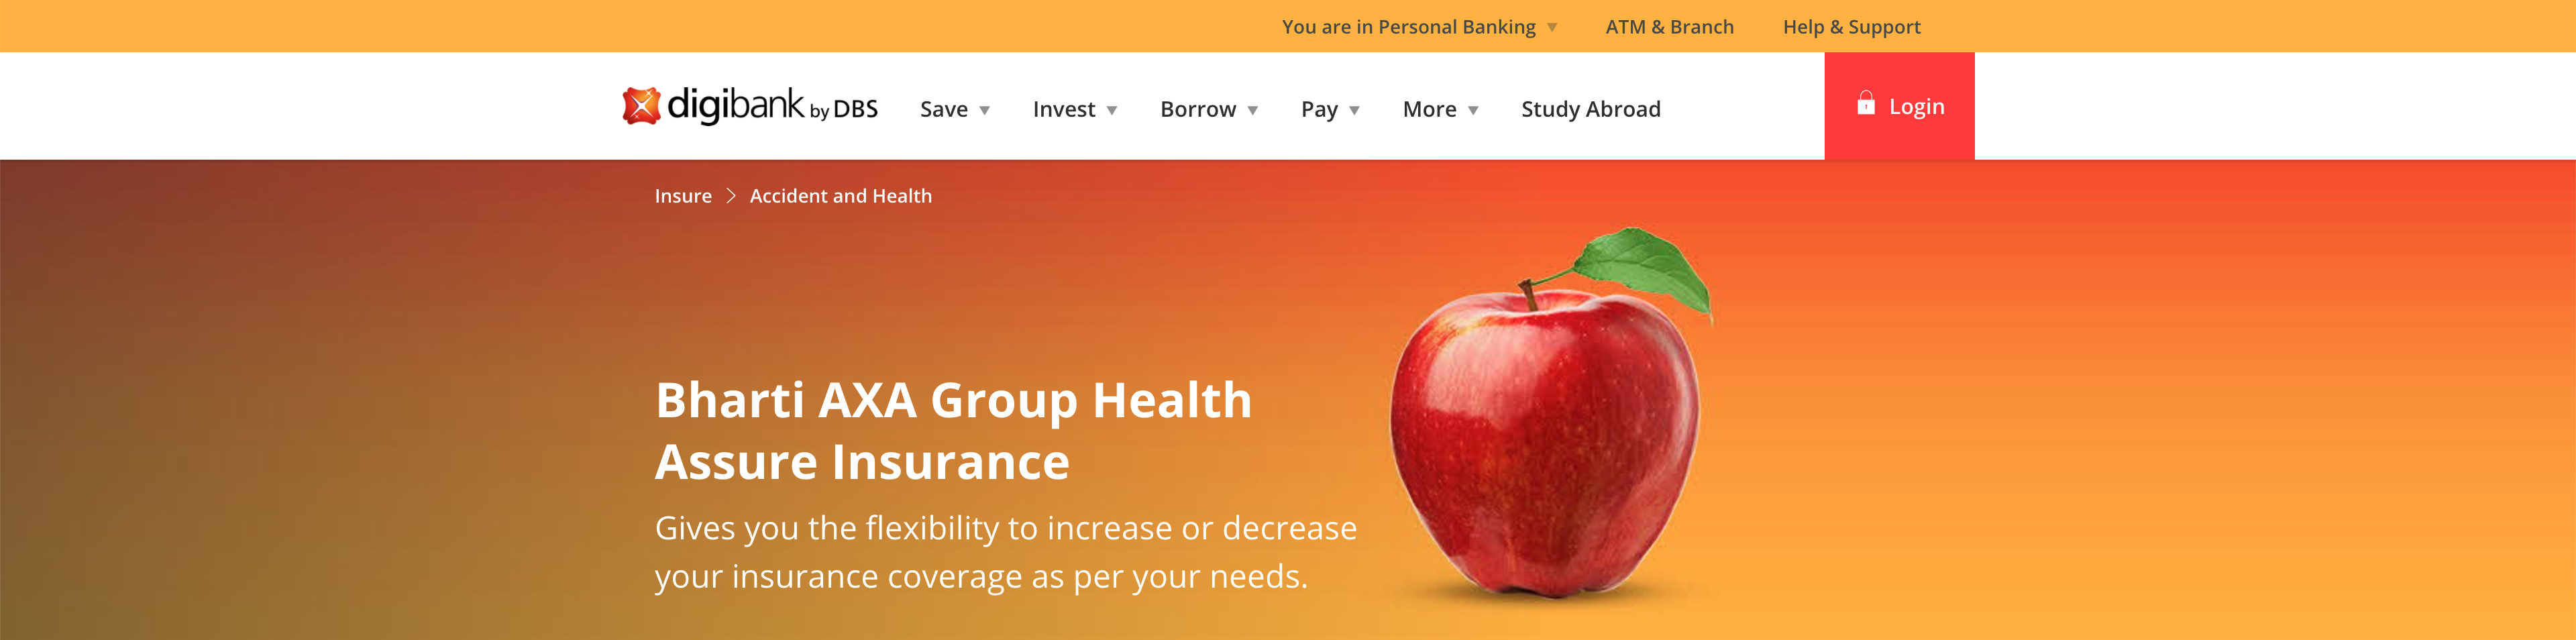 You are in Personal Banking ATM & Branch Help & Support
digibank by DBS Save Invest Borrow Pay More Study Abroad Login
Insure Accident and Health
Bharti AXA Group Health
Assure Insurance
Gives you the flexibility to increase or decrease
your insurance coverage as per your needs.